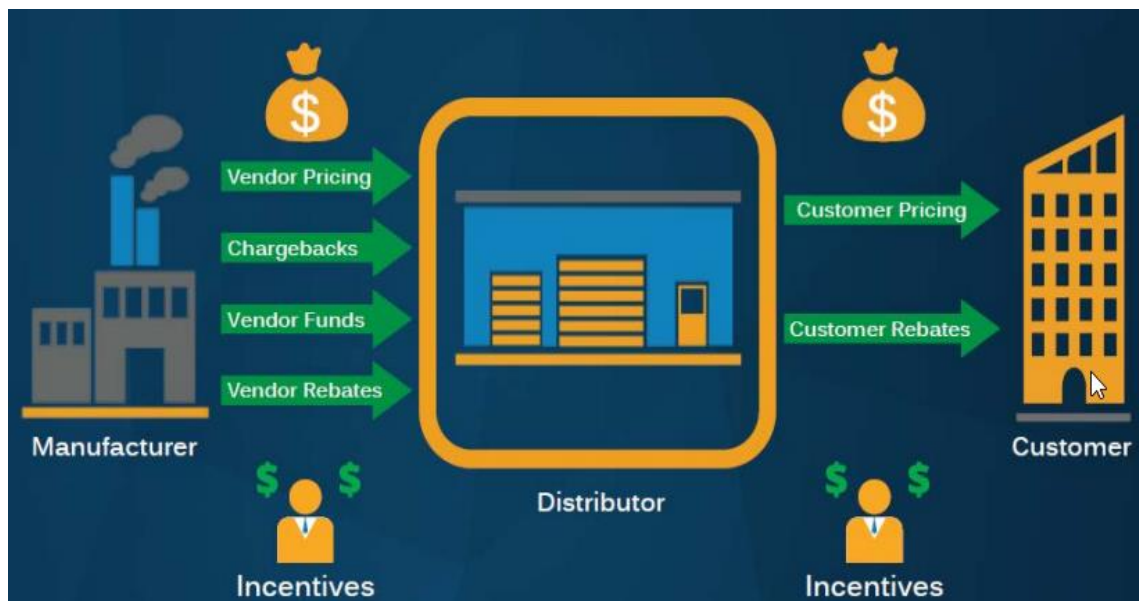 $
$
Vendor Pricing
Chargebacks
Vendor Funds
Vendor Rebates
Customer Pricing
Customer Rebates
Manufacturer
Distributor
Customer
$ $
Incentives
$ $
Incentives